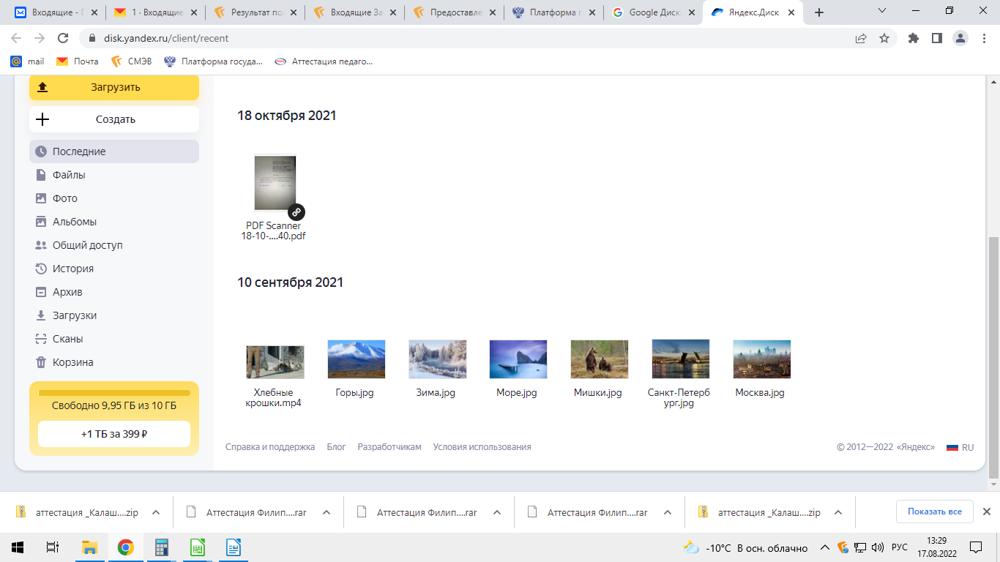 Входящие - П
1 · Входящие
Результат по
Входящие За
Предоставле
Платформа г
Google Диск
Яндекс.Диск
disk.yandex.ru/client/recent
mail
Почта
СМЭВ
Платформа госуда...
Аттестация педаго...
Загрузить
Создать
Последние
Файлы
Фото
Альбомы
Общий доступ
История
Архив
Загрузки
Сканы
Корзина
Свободно 9,95 ГБ из 10 ГБ
+1 ТБ за 399 ₽
18 октября 2021
PDF Scanner
18-10-....40.pdf
10 сентября 2021
Хлебные
крошки.mp4
Горы.jpg
Зима.jpg
Море.jpg
Мишки.jpg
Санкт-Петерб
ург.jpg
Москва.jpg
Справка и поддержка
Блог
Разработчикам
Условия использования
© 2012—2022 «Яндекс»
RU
аттестация _Калаш....zip
Аттестация Филип....rar
Аттестация Филип....rar
Аттестация Филип....rar
аттестация _Калаш....zip
Показать все
-10°C В осн. облачно
РУС
13:29
17.08.2022